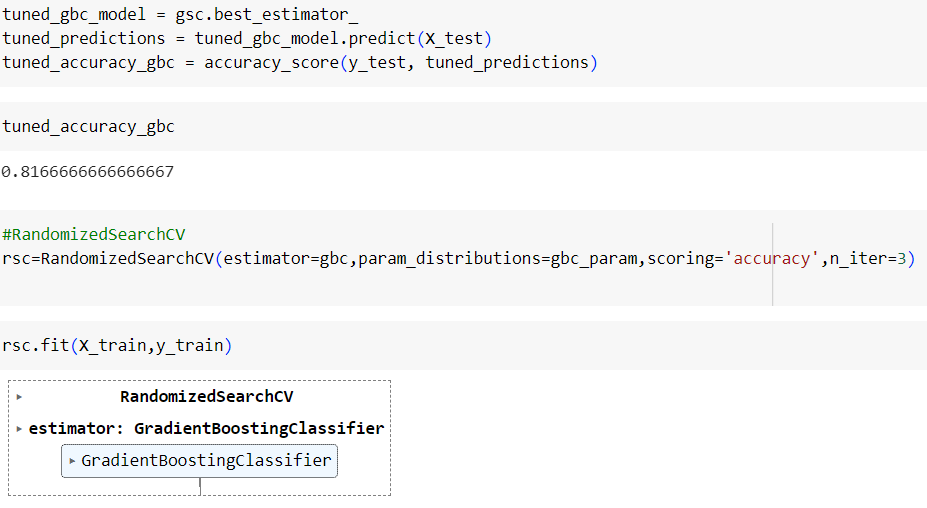 tuned_gbc_model = gsc.best_estimator_
tuned_predictions = tuned_gbc_model.predict(X_test)
tuned_accuracy_gbc = accuracy_score(y_test, tuned_predictions)
tuned_accuracy_gbc
0.8166666666666667
#RandomizedSearchCV
rsc=RandomizedSearchCV(estimator=gbc,param_distributions=gbc_param,scoring='accuracy',n_iter=3)
rsc.fit(X_train,y_train)
RandomizedSearchCV
estimator: GradientBoostingClassifier
GradientBoostingClassifier